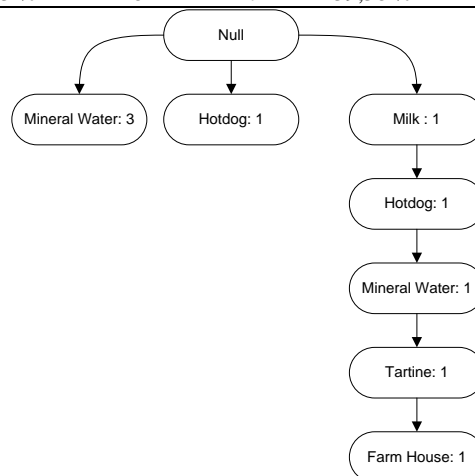 Null
Mineral Water: 3
Hotdog: 1
Milk : 1
Hotdog: 1
Mineral Water: 1
Tartine: 1
Farm House: 1